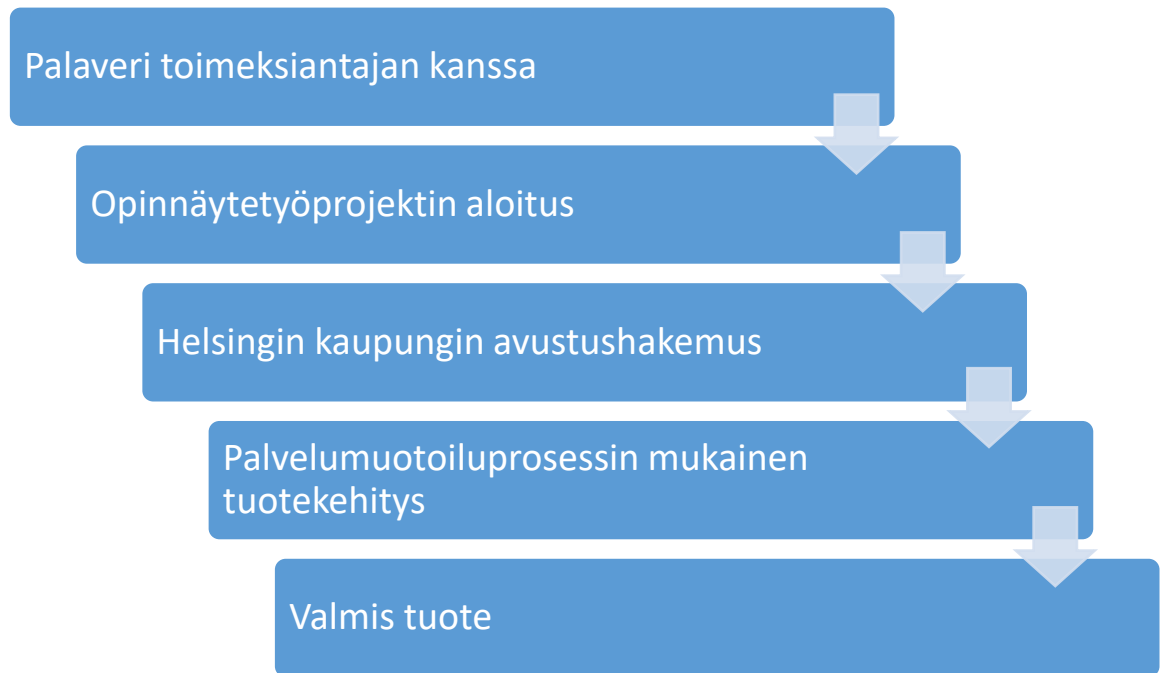 Palaveri toimeksiantajan kanssa
Opinnäytetyöprojektin aloitus
Helsingin kaupungin avustushakemus
Palvelumuotoiluprosessin mukainen
tuotekehitys
Valmis tuote